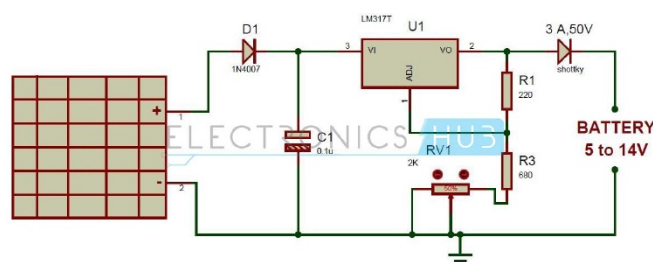 D1
1N4007
LM317T
U1
3
VI
VO
2
ADJ
1
3 A,50V
shottky
R1
220
+
1
-
2
ELECTRONICS HUB
C1
0.1u
RV1
2K
50%
R3
680
BATTERY
5 to 14V